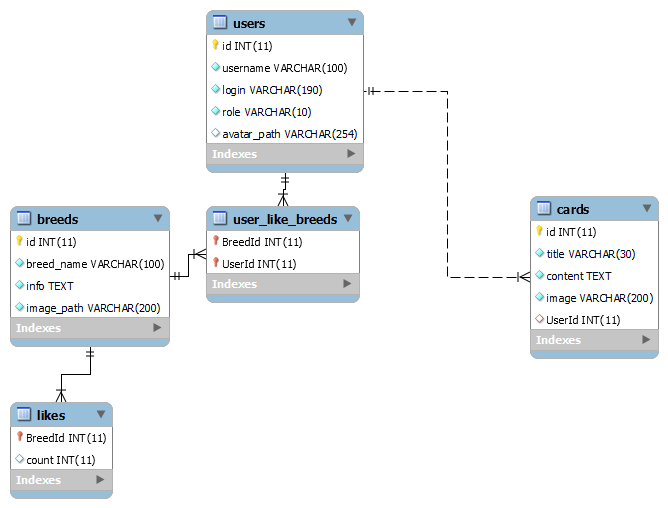 users
id INT(11)
username VARCHAR(100)
login VARCHAR(190)
role VARCHAR(10)
avatar_path VARCHAR(254)
Indexes
breeds
id INT(11)
breed_name VARCHAR(100)
info TEXT
image_path VARCHAR(200)
Indexes
user_like_breeds
BreedId INT(11)
UserId INT(11)
Indexes
cards
id INT(11)
title VARCHAR(30)
content TEXT
image VARCHAR(200)
UserId INT(11)
Indexes
likes
BreedId INT(11)
count INT(11)
Indexes